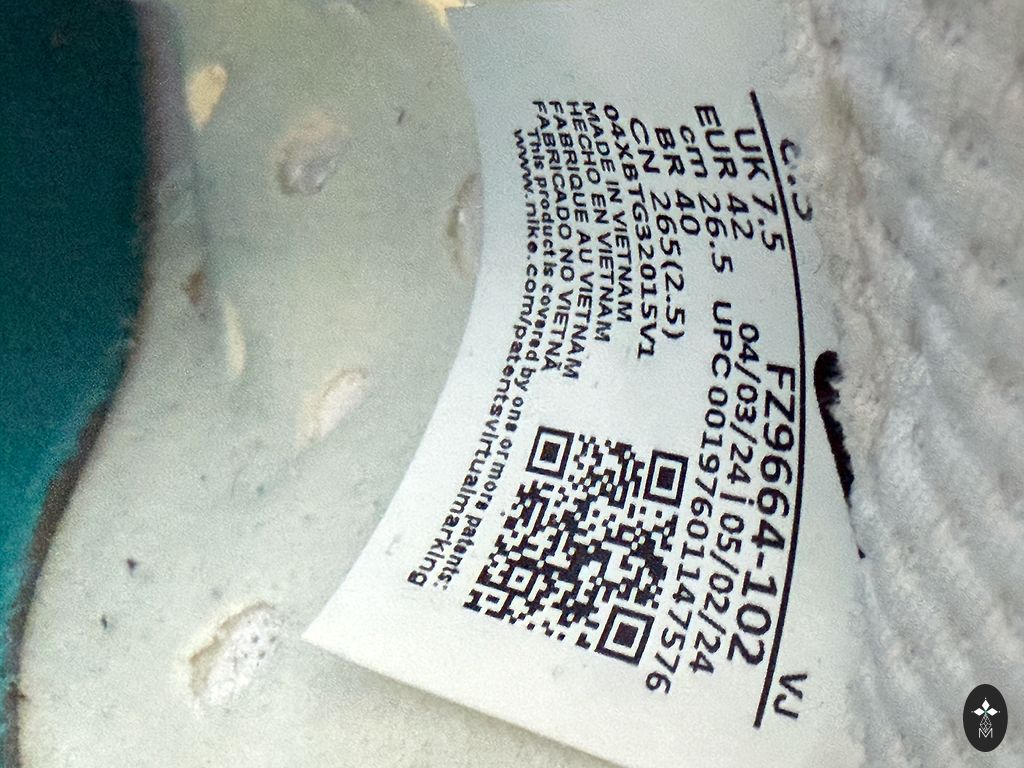 UK 7.5
EUR 42
cm 26.5
BR 40
CN 265(2.5)
FZ9664-102 VJ
04/03/24 | 05/02/24
UPC 00197601147576
04XBTG32015V1
MADE IN VIETNAM
HECHO EN VIETNAM
FABRIQUE AU VIETNAM
FABRICADO NO VIETNÃ
This product is covered by one or more patents:
www.nike.com/patentsvirtualmarking
M